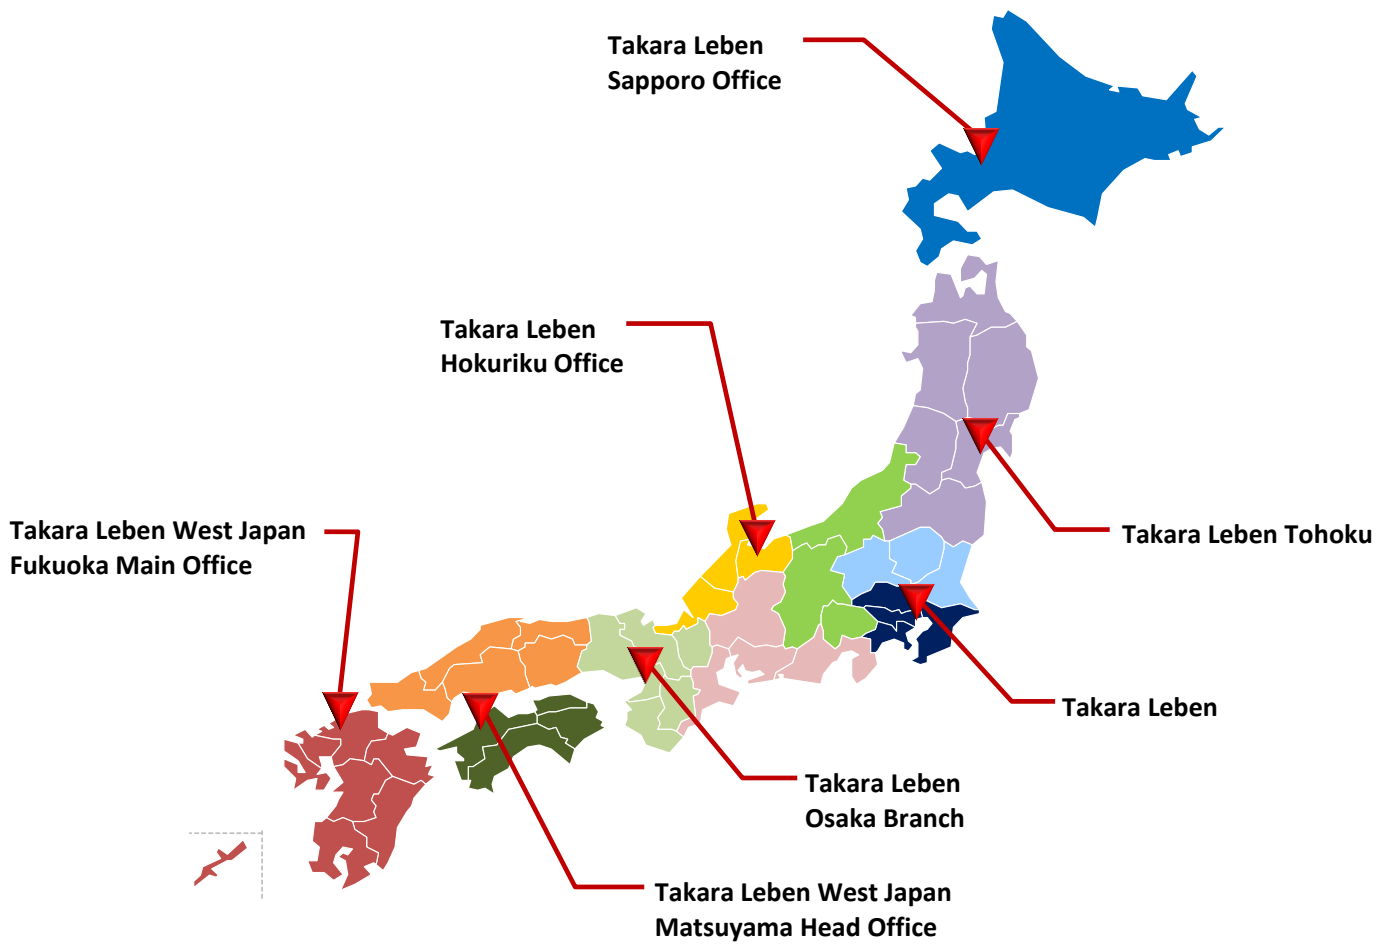 Takara Leben
Sapporo Office
Takara Leben
Hokuriku Office
Takara Leben West Japan
Fukuoka Main Office
Takara Leben Tohoku
Takara Leben
Takara Leben
Osaka Branch
Takara Leben West Japan
Matsuyama Head Office